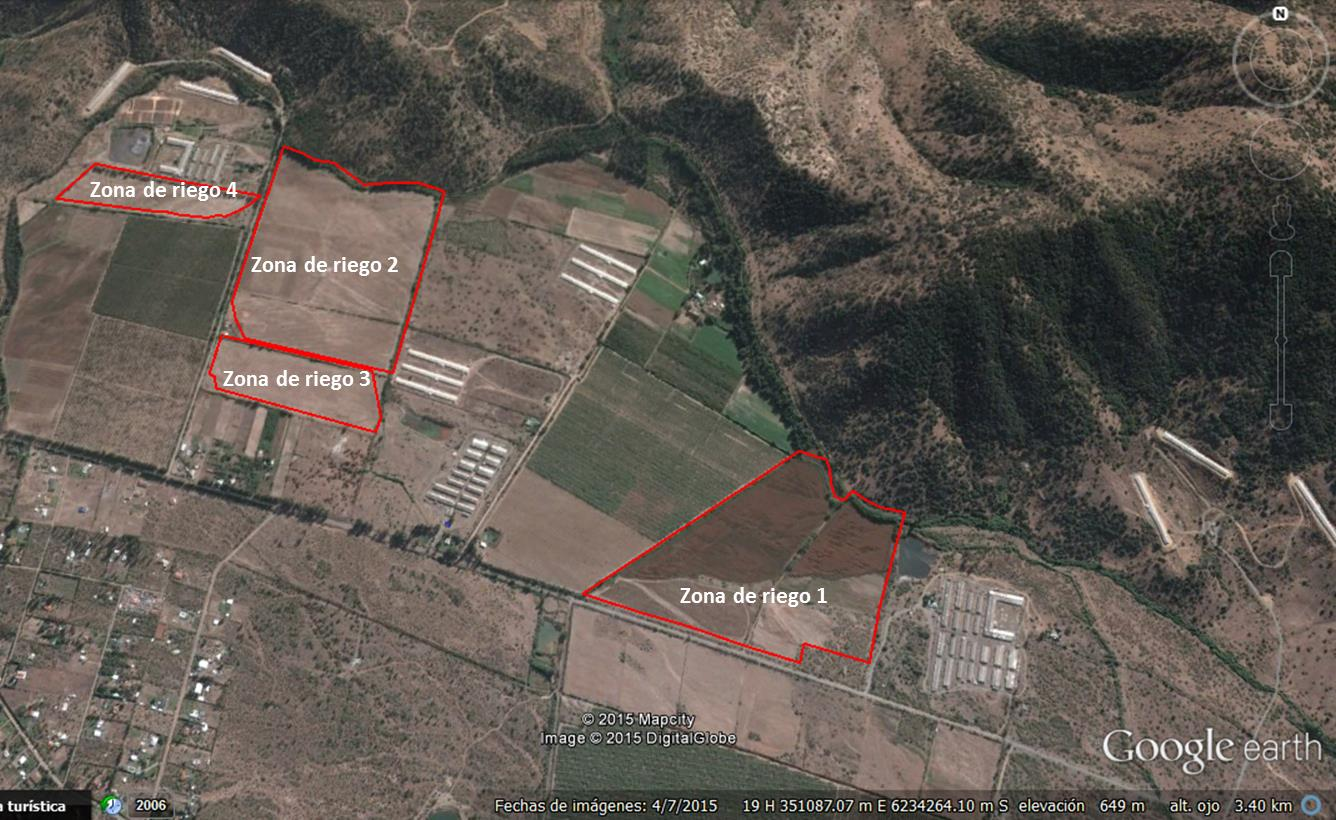 N
Zona de riego 4
Zona de riego 2
Zona de riego 3
Zona de riego 1
© 2015 Mapcity
Image © 2015 DigitalGlobe
Google earth
a turística
2006
Fechas de imágenes: 4/7/2015 19 H 351087.07 m E 6234264.10 m S elevación 649 m alt. ojo 3.40 km